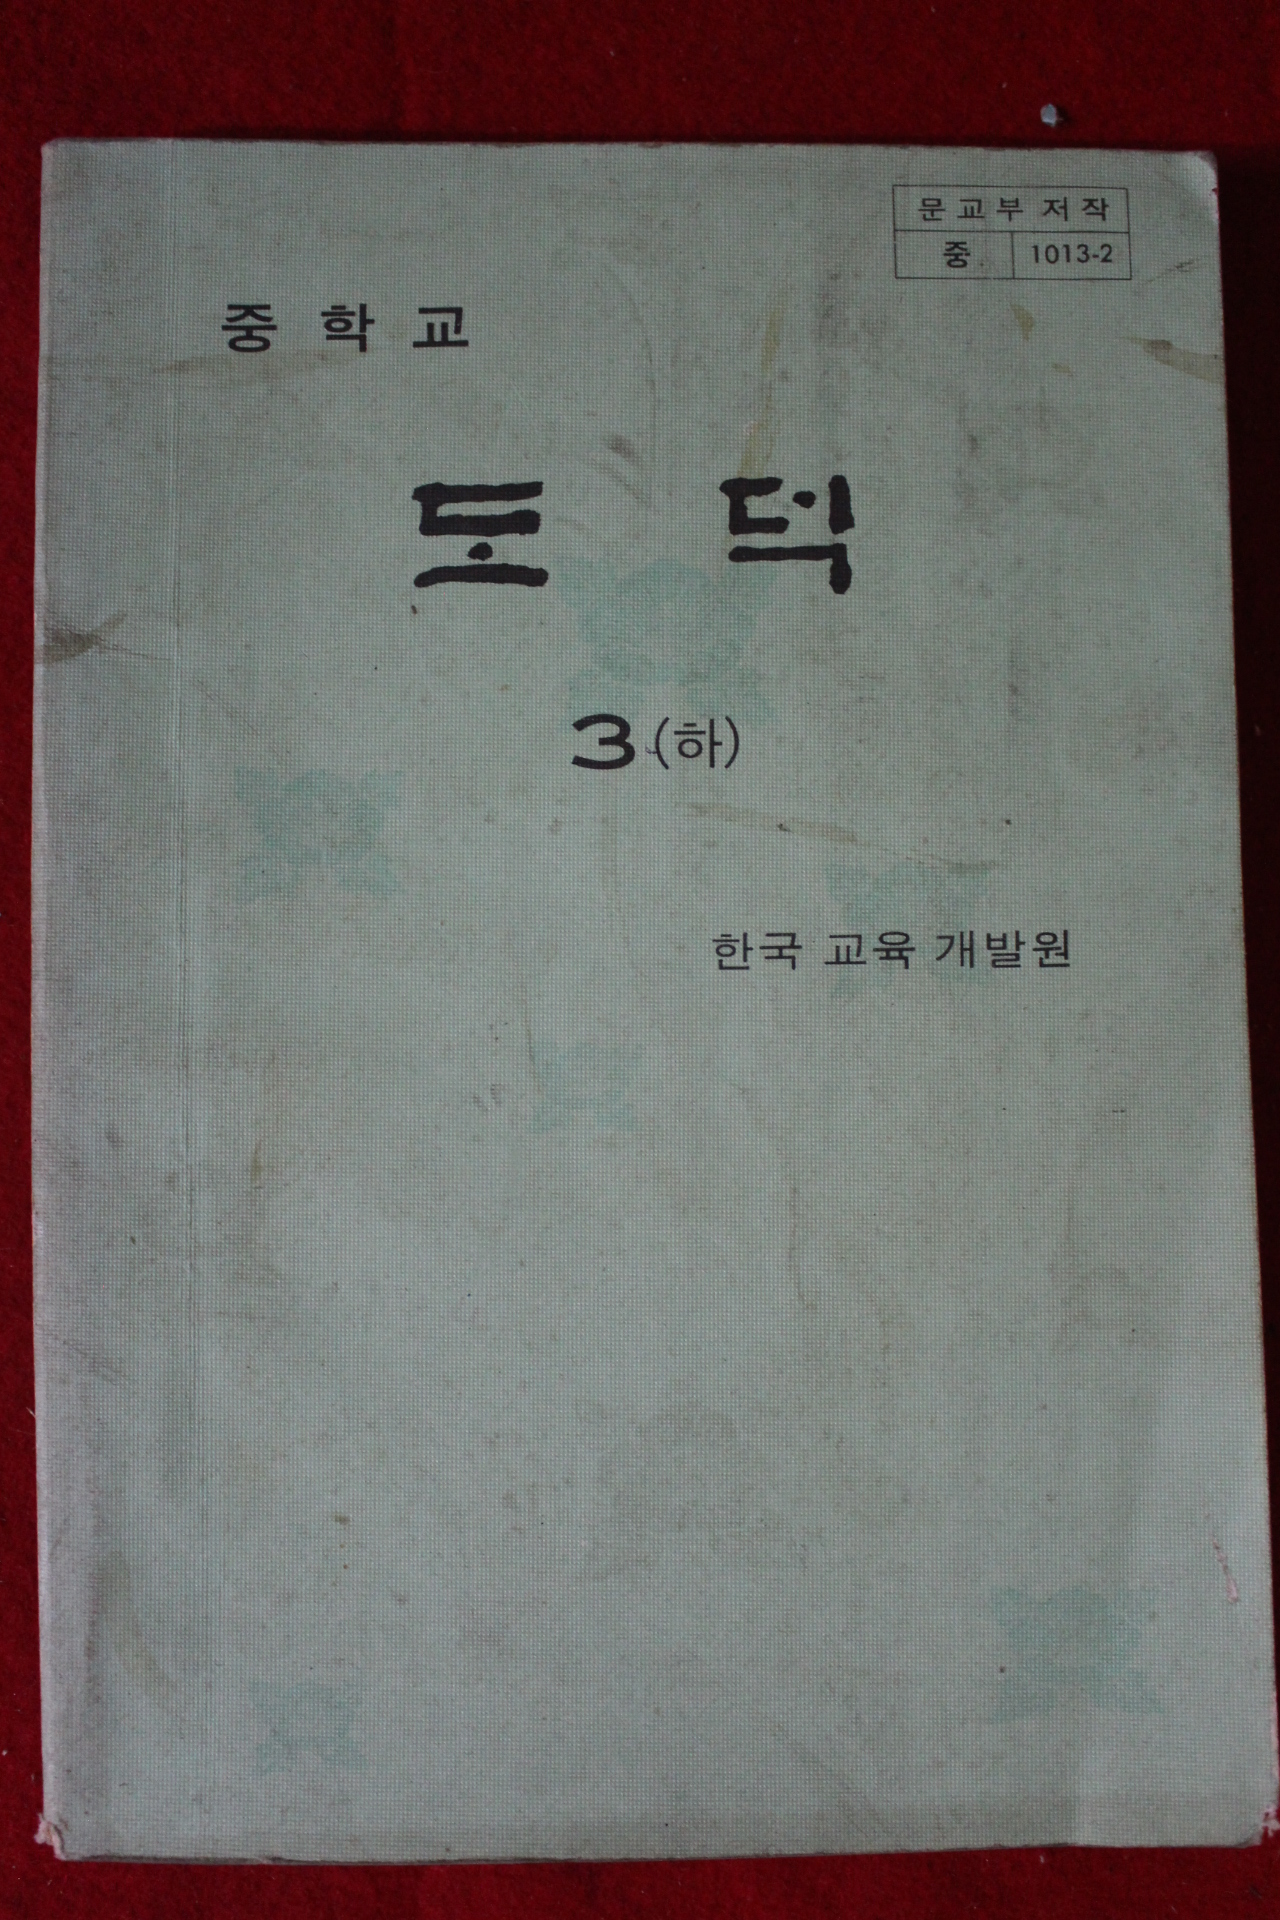 문교부 저작
중 1013-2
중학교
도덕
3 (하)
한국 교육 개발원